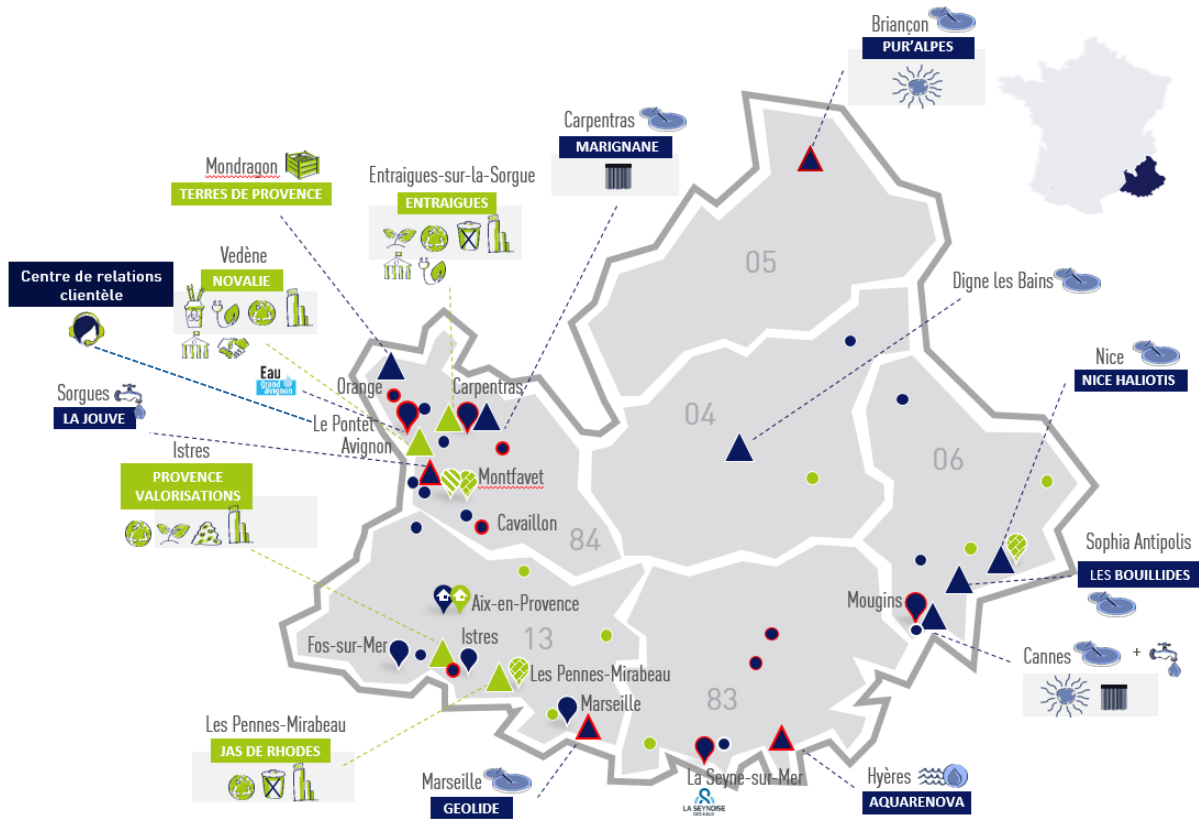 Briançon
PUR'ALPES
Carpentras
MARIGNANE
Mondragon
TERRES DE PROVENCE
Entraigues-sur-la-Sorgue
ENTRAIGUES
Vedène
NOVALIE
Centre de relations
clientèle
05
Digne les Bains
Nice
NICE HALIOTIS
Eau
grand avignon
Sorgues
LA JOUVE
Orange
Carpentras
Le Pontet
Avignon
04
06
Istres
PROVENCE
VALORISATIONS
Montfavet
Cavaillon
84
Sophia Antipolis
LES BOUILLIDES
Mougins
Aix-en-Provence
13
Fos-sur-Mer
Istres
Les Pennes-Mirabeau
Cannes
+
83
Marseille
Les Pennes-Mirabeau
JAS DE RHODES
Marseille
GEOLIDE
La Seyne-sur-Mer
LA SEYNOISE
DES EAUX
Hyères
AQUARENOVA